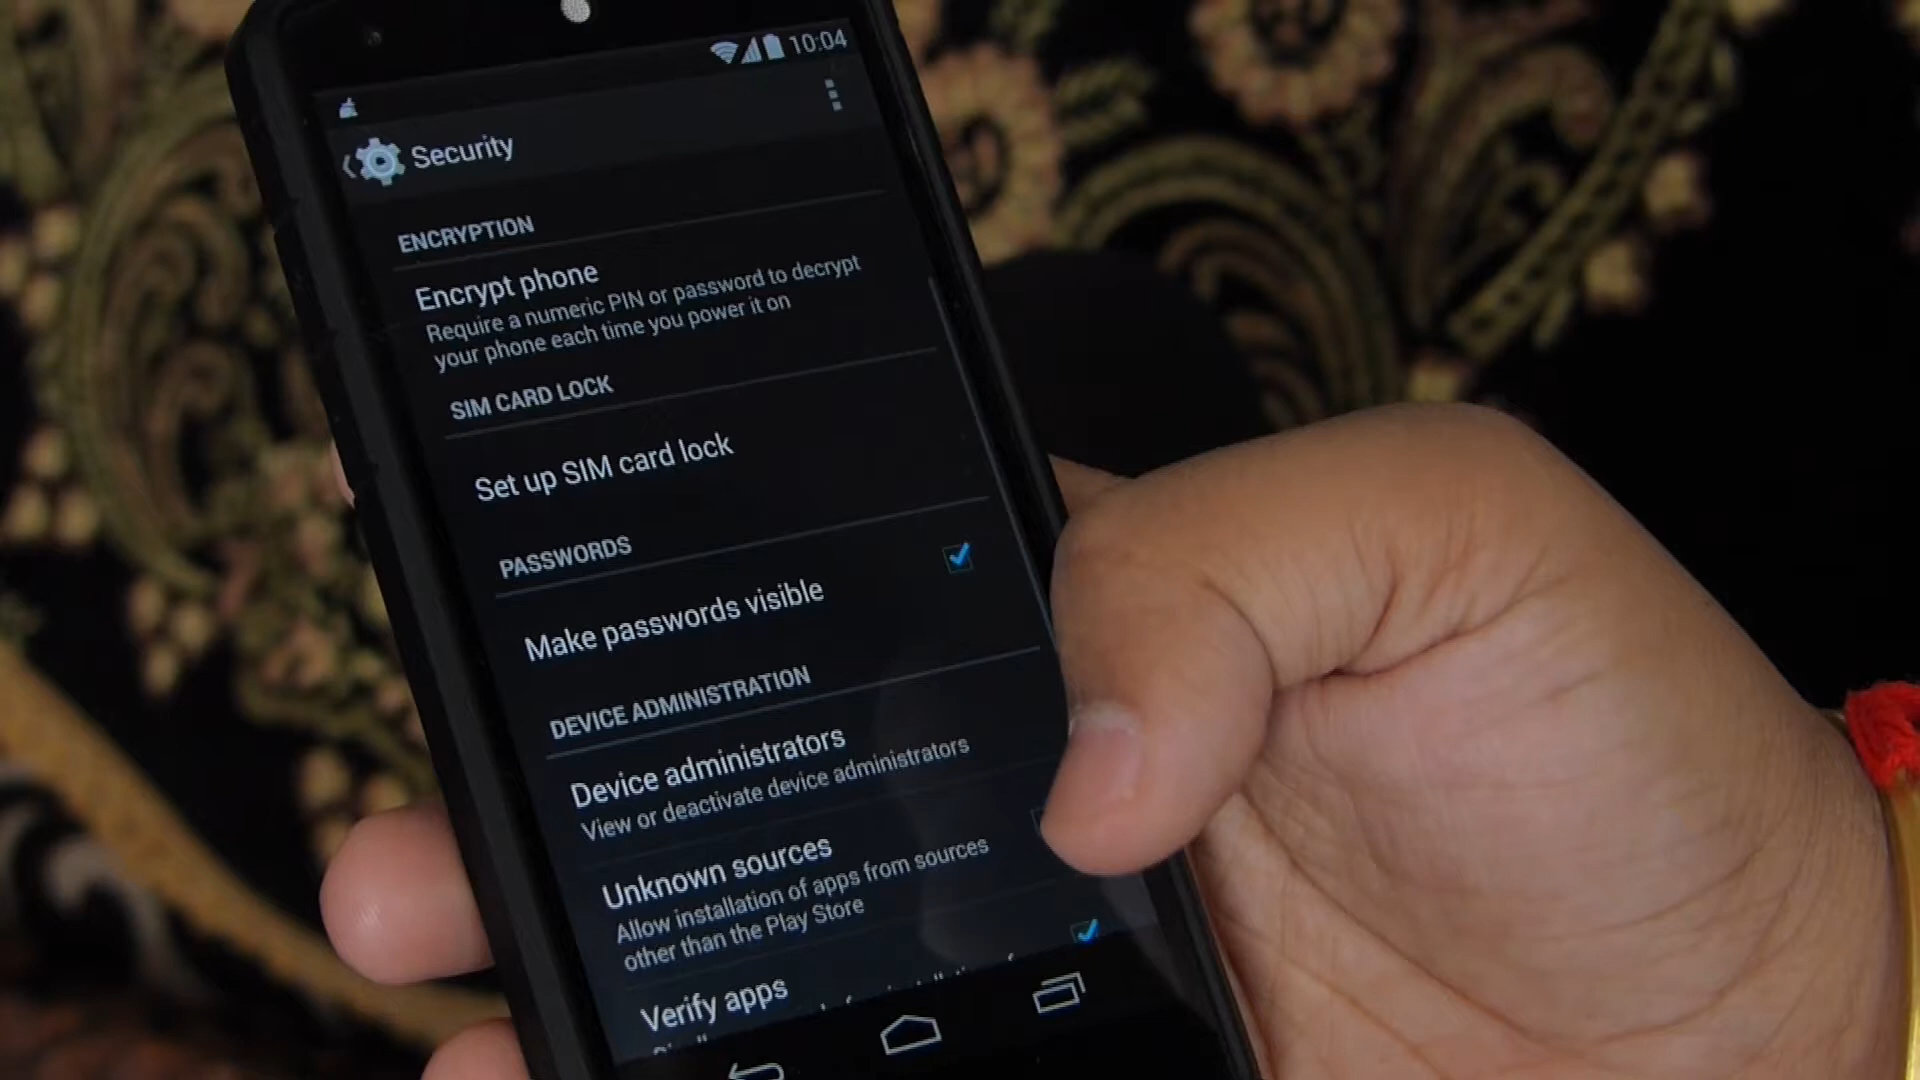 10:04
Security
ENCRYPTION
Encrypt phone
Require a numeric PIN or password to decrypt
your phone each time you power it on
SIM CARD LOCK
Set up SIM card lock
PASSWORDS
Make passwords visible
DEVICE ADMINISTRATION
Device administrators
View or deactivate device administrators
Unknown sources
Allow installation of apps from sources
other than the Play Store
Verify apps